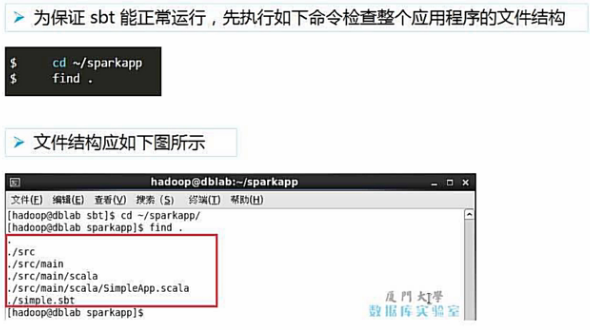 ➢ 为保证 sbt 能正常运行，先执行如下命令检查整个应用程序的文件结构
$ cd ~/sparkapp
$ find .
➢ 文件结构应如下图所示
hadoop@dblab:~/sparkapp
文件(F) 编辑(E) 查看(V) 搜索 (S) 终端(T) 帮助(H)
[hadoop@dblab sbt]$ cd ~/sparkapp/
[hadoop@dblab sparkapp]$ find .
.
./src
./src/main
./src/main/scala
./src/main/scala/SimpleApp.scala
./simple.sbt
[hadoop@dblab sparkapp]$
厦門大學
数据库实验室